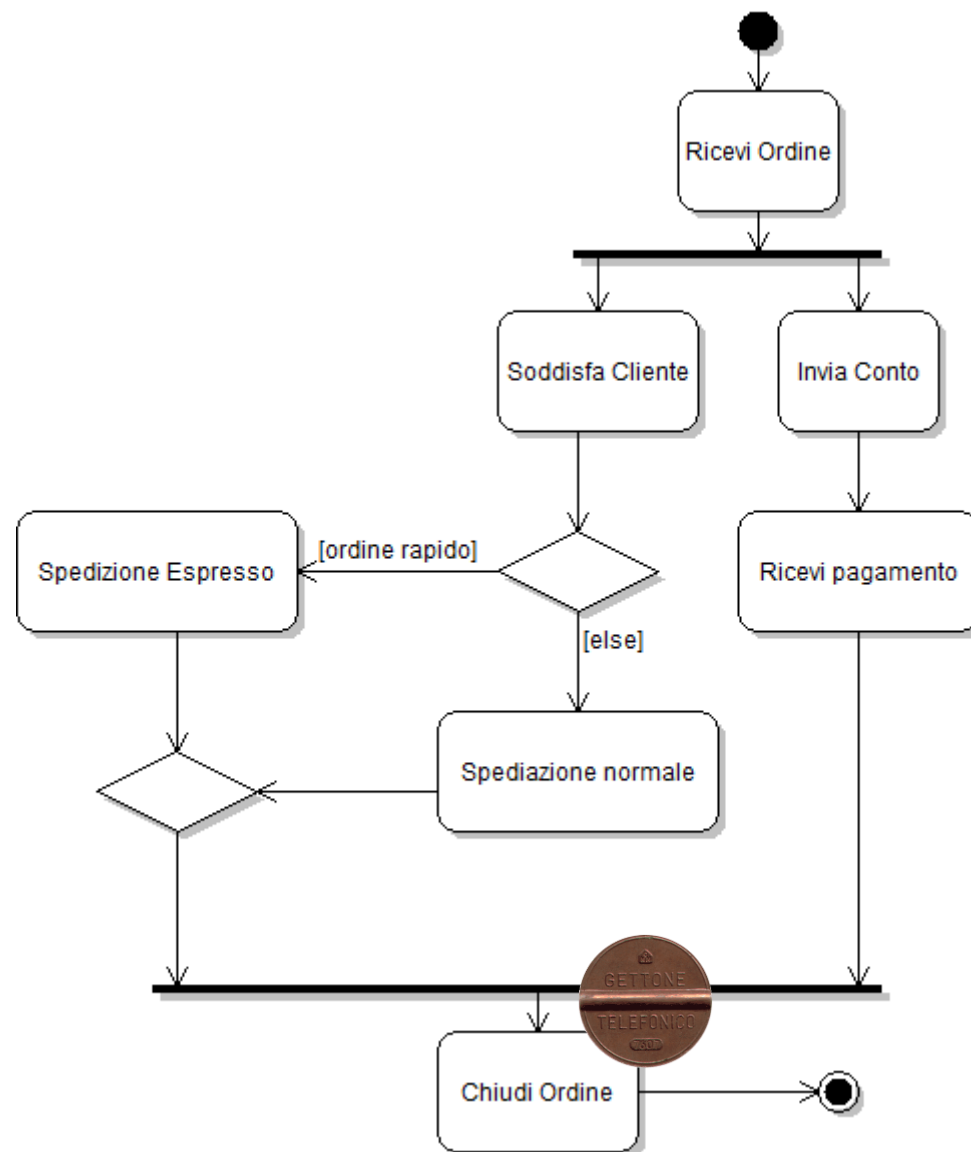 Ricevi Ordine
Soddisfa Cliente
Invia Conto
[ordine rapido]
Spedizione Espresso
Ricevi pagamento
[else]
Spediazione normale
GETTONE
TELEFONICO
Chiudi Ordine